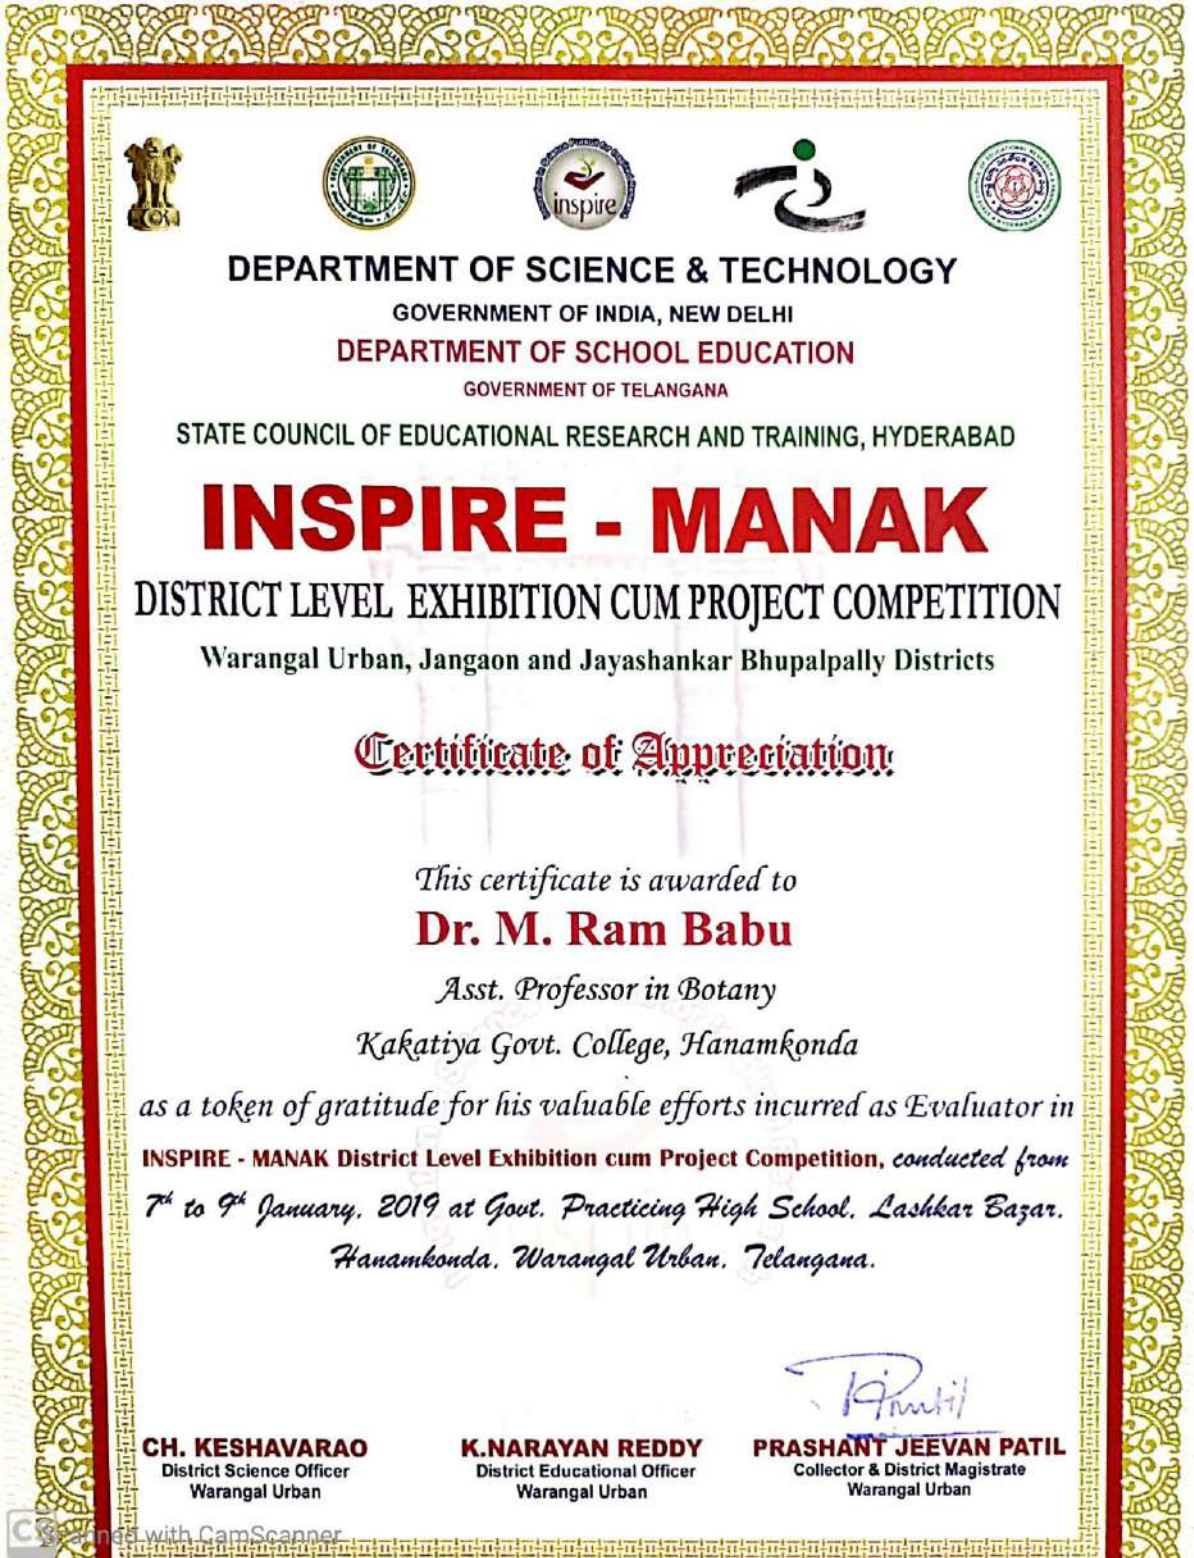 inspire
DEPARTMENT OF SCIENCE & TECHNOLOGY
GOVERNMENT OF INDIA, NEW DELHI
DEPARTMENT OF SCHOOL EDUCATION
GOVERNMENT OF TELANGANA
STATE COUNCIL OF EDUCATIONAL RESEARCH AND TRAINING, HYDERABAD
INSPIRE - MANAK
DISTRICT LEVEL EXHIBITION CUM PROJECT COMPETITION
Warangal Urban, Jangaon and Jayashankar Bhupalpally Districts
Certificate of Appreciation
This certificate is awarded to
Dr. M. Ram Babu
Asst. Professor in Botany
Kakatiya Govt. College, Hanamkonda
as a token of gratitude for his valuable efforts incurred as Evaluator in
INSPIRE - MANAK District Level Exhibition cum Project Competition, conducted from
7th to 9th January, 2019 at Govt. Practicing High School, Lashkar Bazar,
Hanamkonda, Warangal Urban, Telangana.
CH. KESHAVARAO
District Science Officer
Warangal Urban
K.NARAYAN REDDY
District Educational Officer
Warangal Urban
PRASHANT JEEVAN PATIL
Collector & District Magistrate
Warangal Urban
CS Scanned with CamScanner